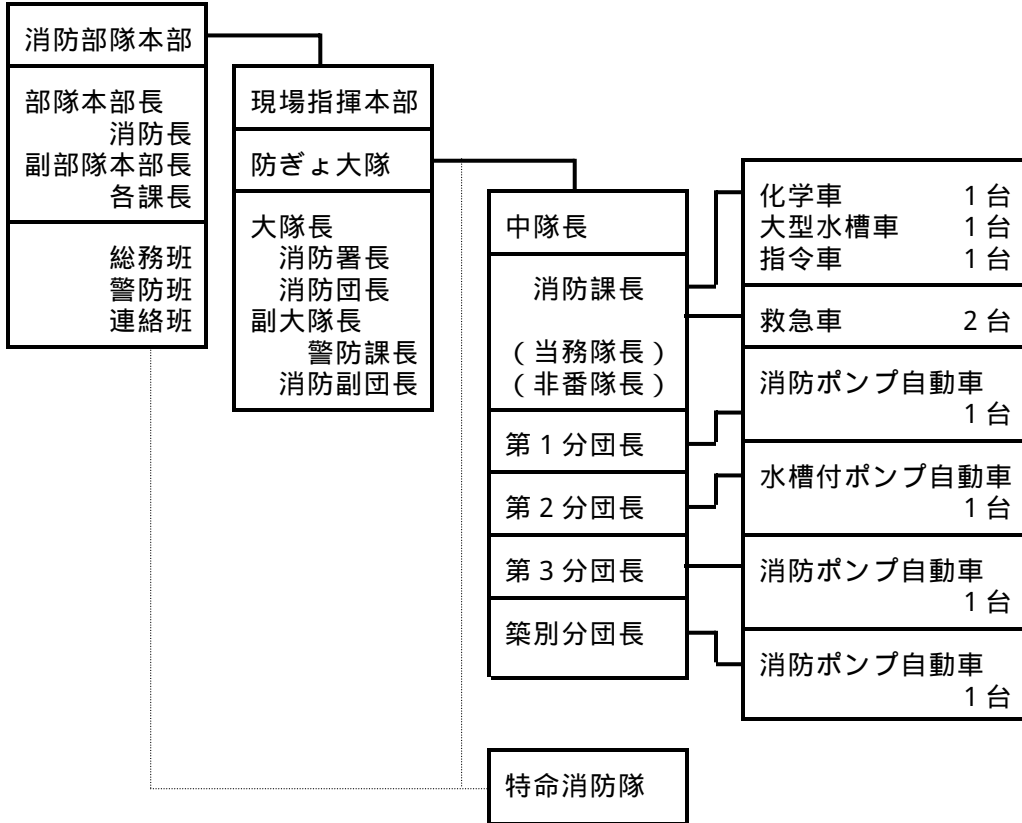 消防部隊本部
部隊本部長
消防長
副部隊本部長
各課長
総務班
警防班
連絡班
現場指揮本部
防ぎょ大隊
大隊長
消防署長
消防団長
副大隊長
警防課長
消防副団長
中隊長
消防課長
（当務隊長）
（非番隊長）
第1分団長
第2分団長
第3分団長
築別分団長
化学車 1台
大型水槽車 1台
指令車 1台
救急車 2台
消防ポンプ自動車
1台
水槽付ポンプ自動車
1台
消防ポンプ自動車
1台
消防ポンプ自動車
1台
特命消防隊